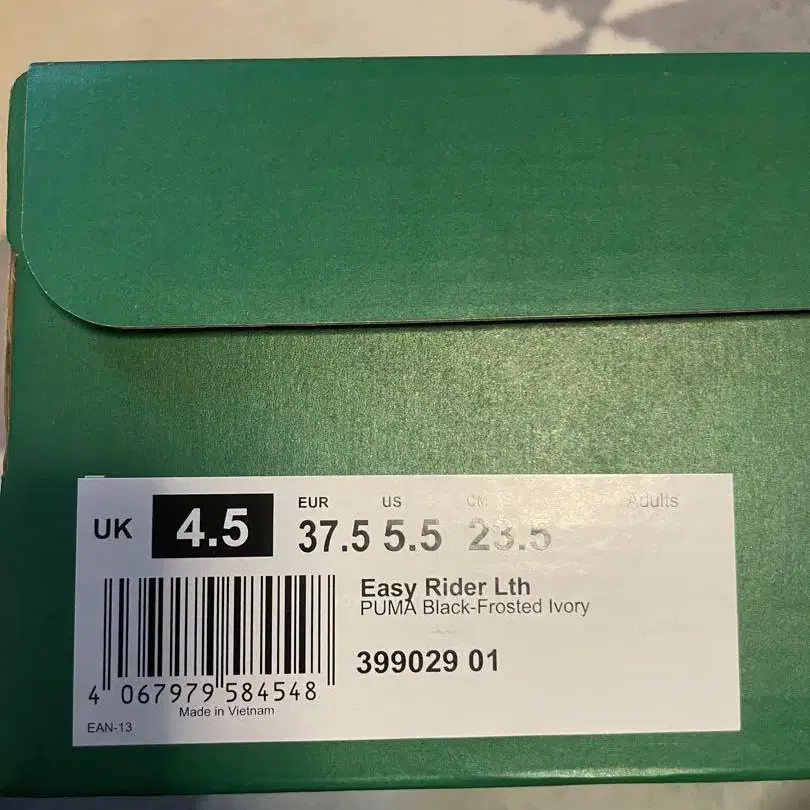 EUR US CM Adults
UK 4.5 37.5 5.5 23.5
Easy Rider Lth
PUMA Black-Frosted Ivory
399029 01
4 067979 584548
Made in Vietnam
EAN-13